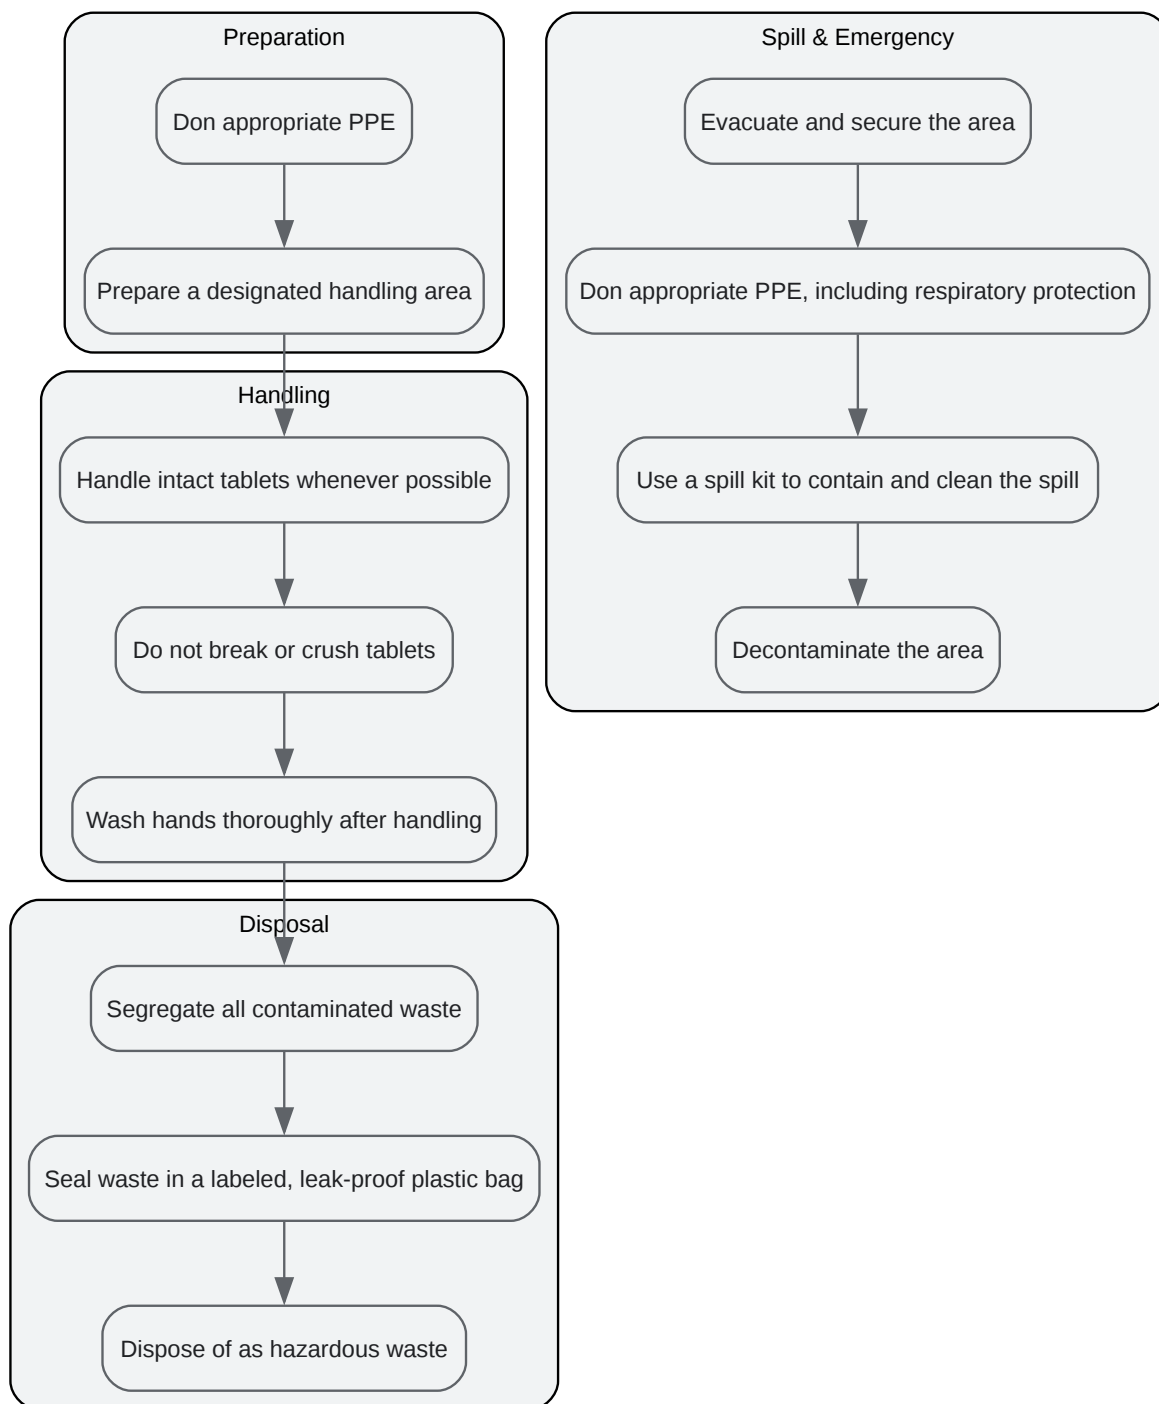 Preparation
Don appropriate PPE
Prepare a designated handling area
Handling
Handle intact tablets whenever possible
Do not break or crush tablets
Wash hands thoroughly after handling
Disposal
Segregate all contaminated waste
Seal waste in a labeled, leak-proof plastic bag
Dispose of as hazardous waste
Spill & Emergency
Evacuate and secure the area
Don appropriate PPE, including respiratory protection
Use a spill kit to contain and clean the spill
Decontaminate the area